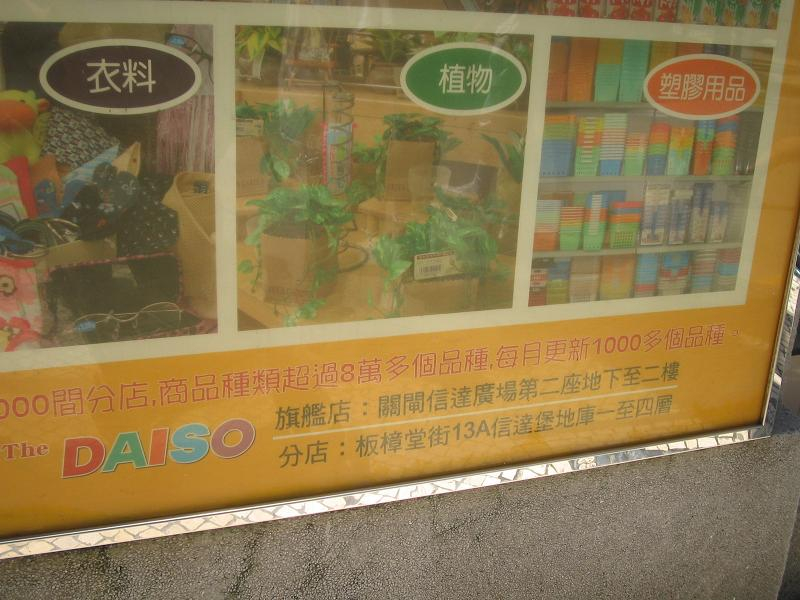 衣料
植物
塑膠用品
000間分店,商品種類超過8萬多個品種,每月更新1000多個品種。
The DAISO
旗艦店：關閘信達廣場第二座地下至二樓
分店：板樟堂街13A信達堡地庫一至四層